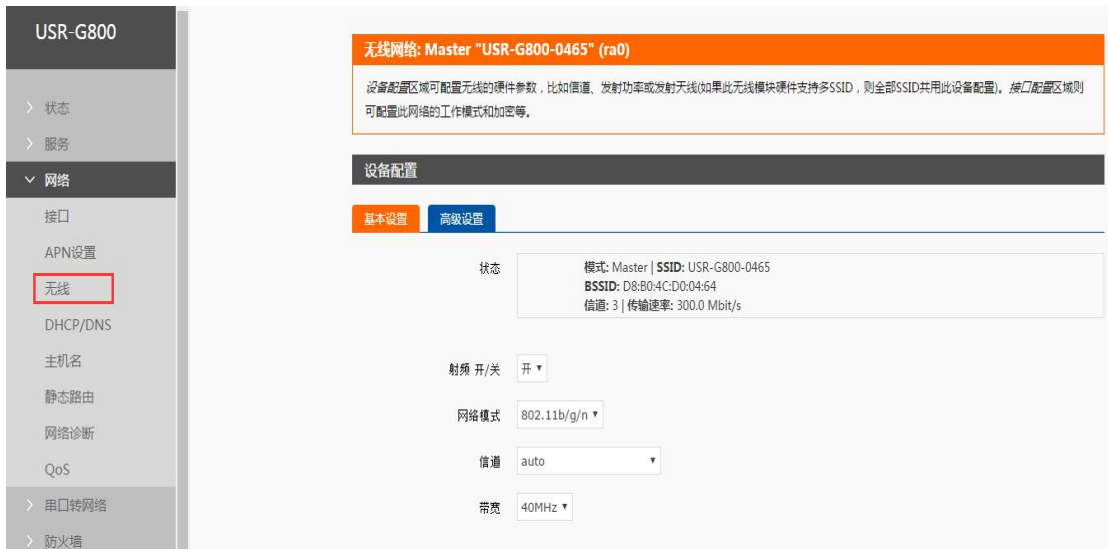 USR-G800
状态
服务
网络
接口
APN设置
无线
DHCP/DNS
主机名
静态路由
网络诊断
QoS
串口转网络
防火墙
无线网络: Master "USR-G800-0465" (ra0)
设备配置区域可配置无线的硬件参数，比如信道、发射功率或发射天线(如果此无线模块硬件支持多SSID，则全部SSID共用此设备配置)。接口配置区域则
可配置此网络的工作模式和加密等。
设备配置
基本设置 高级设置
状态 模式: Master | SSID: USR-G800-0465
BSSID: D8:B0:4C:D0:04:64
信道: 3 | 传输速率: 300.0 Mbit/s
射频 开/关 开
网络模式 802.11b/g/n
信道 auto
带宽 40MHz